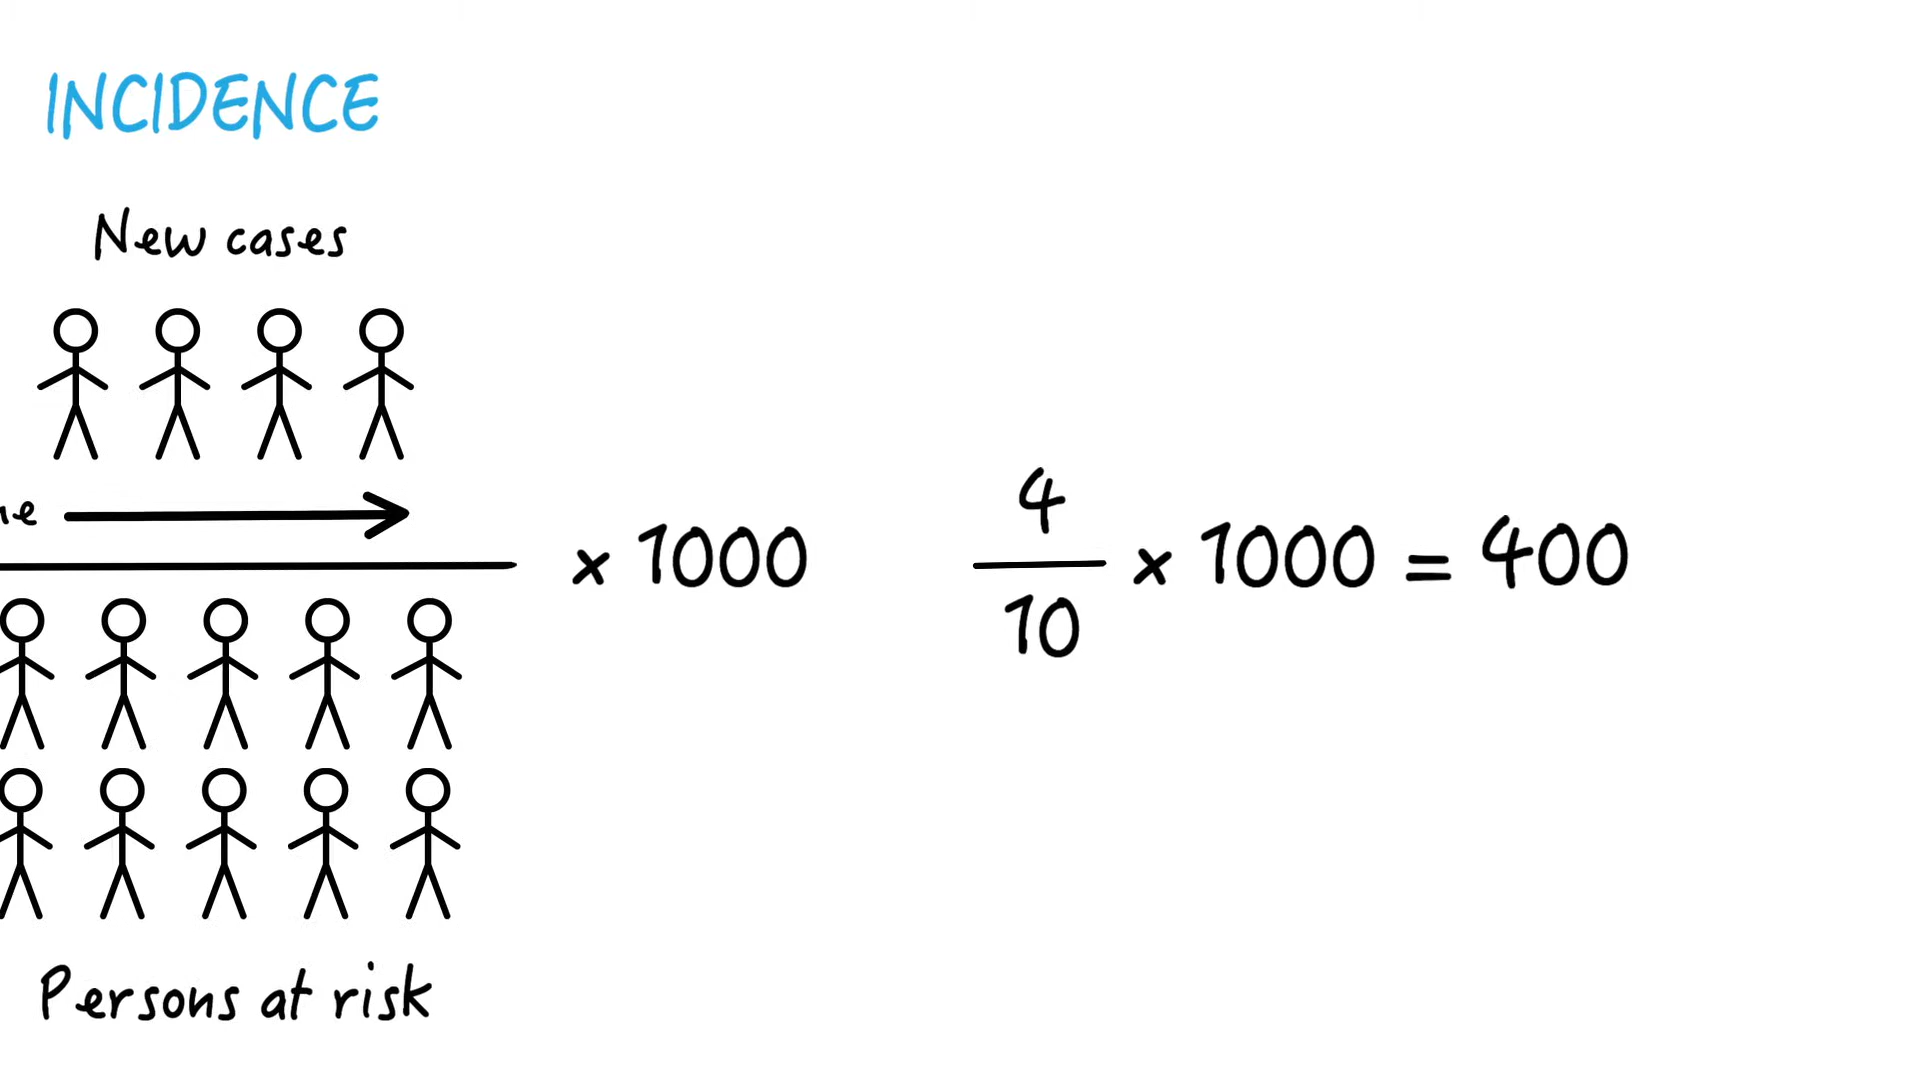 INCIDENCE
New cases
× 1000
4
10
× 1000 = 400
Persons at risk